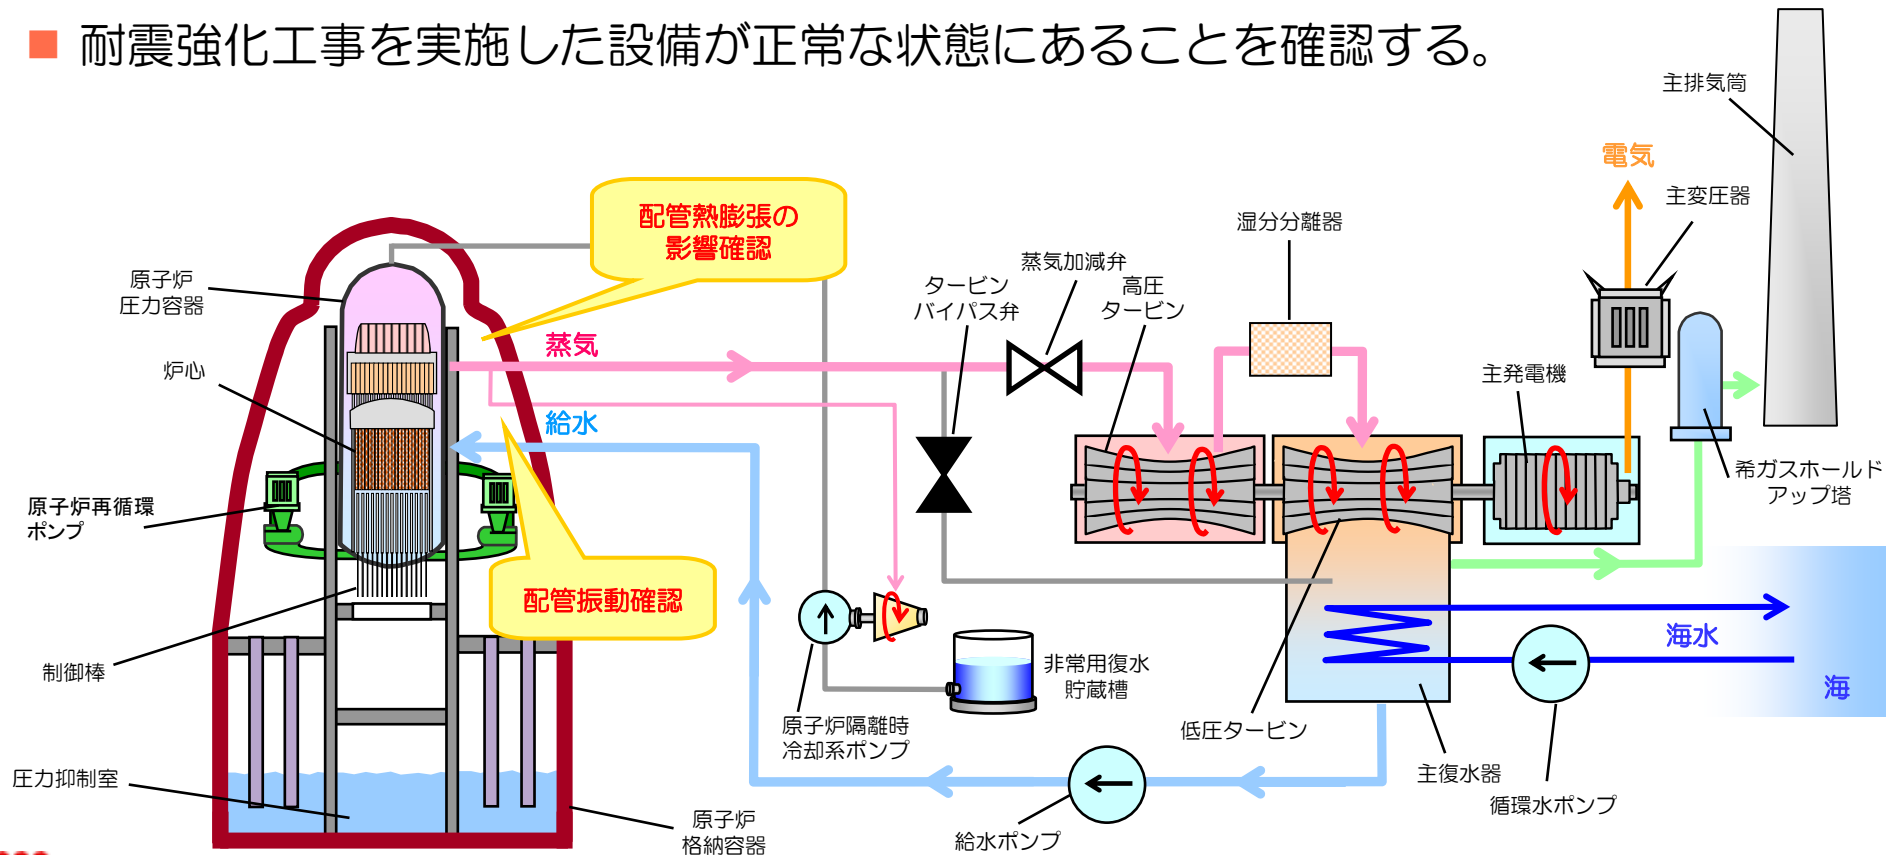 耐震強化工事を実施した設備が正常な状態にあることを確認する。
主排気筒
電気
主変圧器
配管熱膨張の
影響確認
湿分分離器
蒸気加減弁
原子炉
圧力容器
タービン
バイパス弁
高圧
タービン
蒸気
炉心
主発電機
給水
希ガスホールド
アップ塔
原子炉再循環
ポンプ
配管振動確認
海水
制御棒
非常用復水
貯蔵槽
海
原子炉隔離時
冷却系ポンプ
低圧タービン
圧力抑制室
主復水器
循環水ポンプ
原子炉
格納容器
給水ポンプ